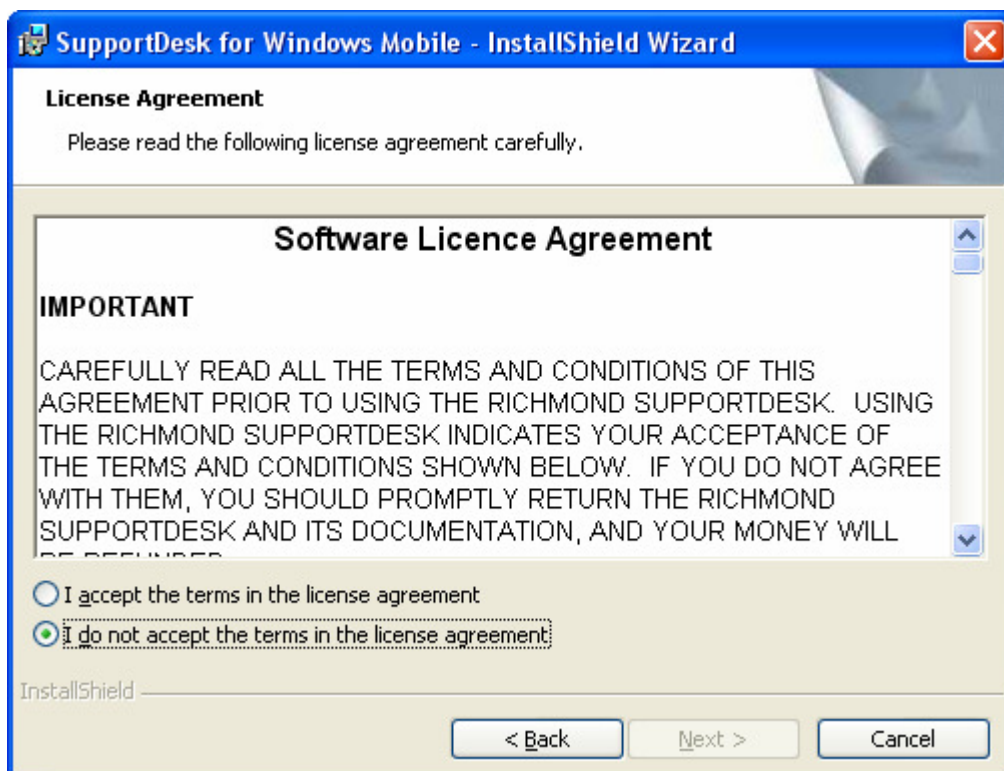 SupportDesk for Windows Mobile - InstallShield Wizard
License Agreement
Please read the following license agreement carefully.
Software Licence Agreement
IMPORTANT
CAREFULLY READ ALL THE TERMS AND CONDITIONS OF THIS
AGREEMENT PRIOR TO USING THE RICHMOND SUPPORTDESK.  USING
THE RICHMOND SUPPORTDESK INDICATES YOUR ACCEPTANCE OF
THE TERMS AND CONDITIONS SHOWN BELOW.  IF YOU DO NOT AGREE
WITH THEM, YOU SHOULD PROMPTLY RETURN THE RICHMOND
SUPPORTDESK AND ITS DOCUMENTATION, AND YOUR MONEY WILL
BE REFUNDED
I accept the terms in the license agreement
I do not accept the terms in the license agreement
InstallShield
< Back
Next >
Cancel